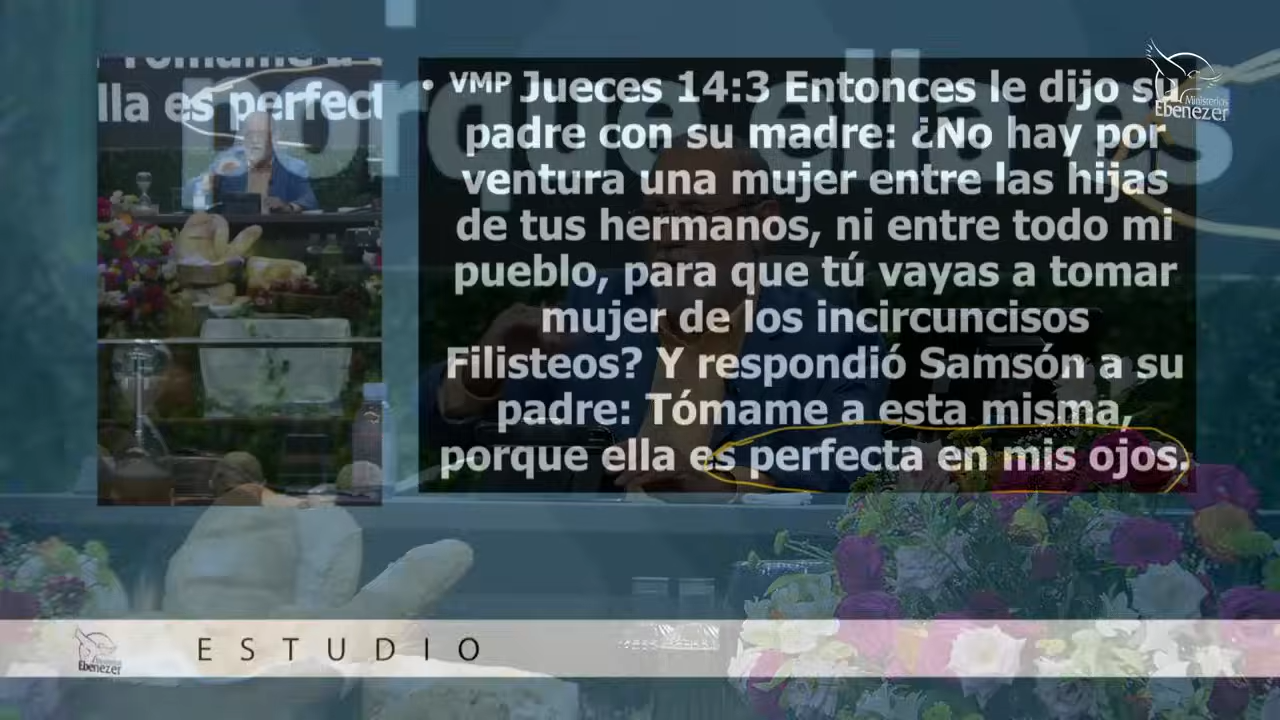 Tómame a
lla es perfect
porque ella es
• VMP Jueces 14:3 Entonces le dijo su
padre con su madre: ¿No hay por
ventura una mujer entre las hijas
de tus hermanos, ni entre todo mi
pueblo, para que tú vayas a tomar
mujer de los incircuncisos
Filisteos? Y respondió Samsón a su
padre: Tómame a esta misma,
porque ella es perfecta en mis ojos.
Ministerios
Ebenezer
ESTUDIO
Ebenezer